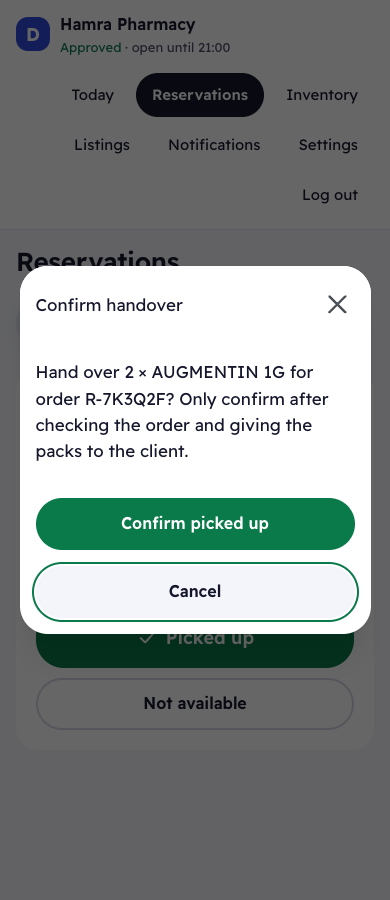 D
Hamra Pharmacy
Approved · open until 21:00
Today
Reservations
Inventory
Listings
Notifications
Settings
Log out
Reservations
Confirm handover
Hand over 2 × AUGMENTIN 1G for
order R-7K3Q2F? Only confirm after
checking the order and giving the
packs to the client.
Confirm picked up
Cancel
Picked up
Not available